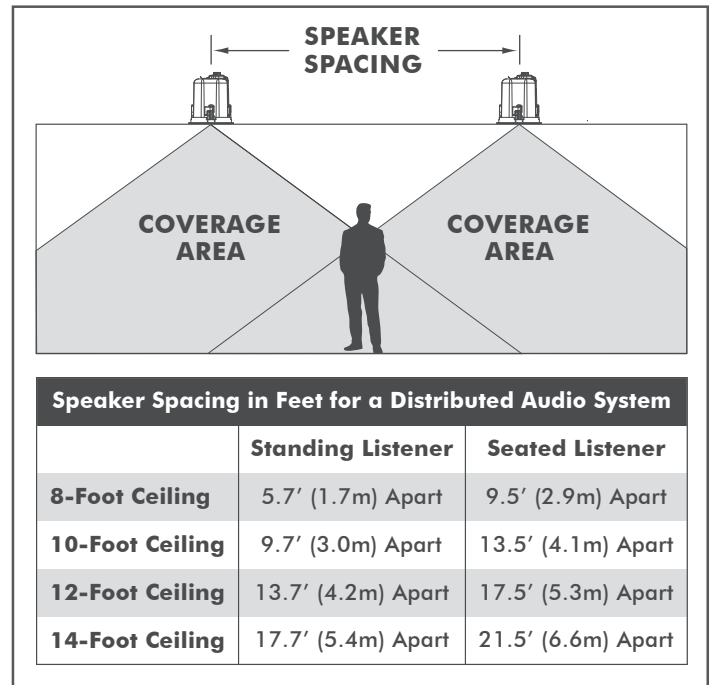 SPEAKER
SPACING
COVERAGE
AREA
COVERAGE
AREA
Speaker Spacing in Feet for a Distributed Audio System
Standing Listener Seated Listener
8-Foot Ceiling 5.7’ (1.7m) Apart 9.5’ (2.9m) Apart
10-Foot Ceiling 9.7’ (3.0m) Apart 13.5’ (4.1m) Apart
12-Foot Ceiling 13.7’ (4.2m) Apart 17.5’ (5.3m) Apart
14-Foot Ceiling 17.7’ (5.4m) Apart 21.5’ (6.6m) Apart